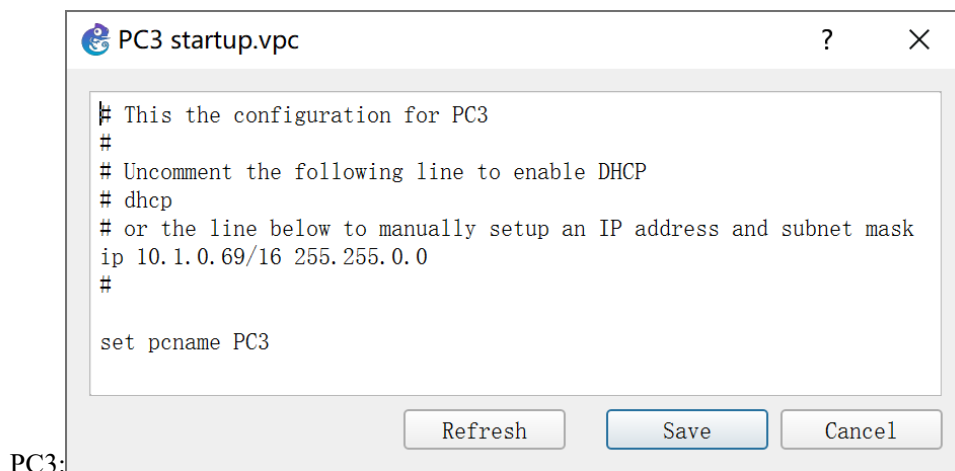 PC3 startup.vpc ? ×
# This the configuration for PC3
#
# Uncomment the following line to enable DHCP
# dhcp
# or the line below to manually setup an IP address and subnet mask
ip 10.1.0.69/16 255.255.0.0
#
set pcname PC3
Refresh Save Cancel
PC3: